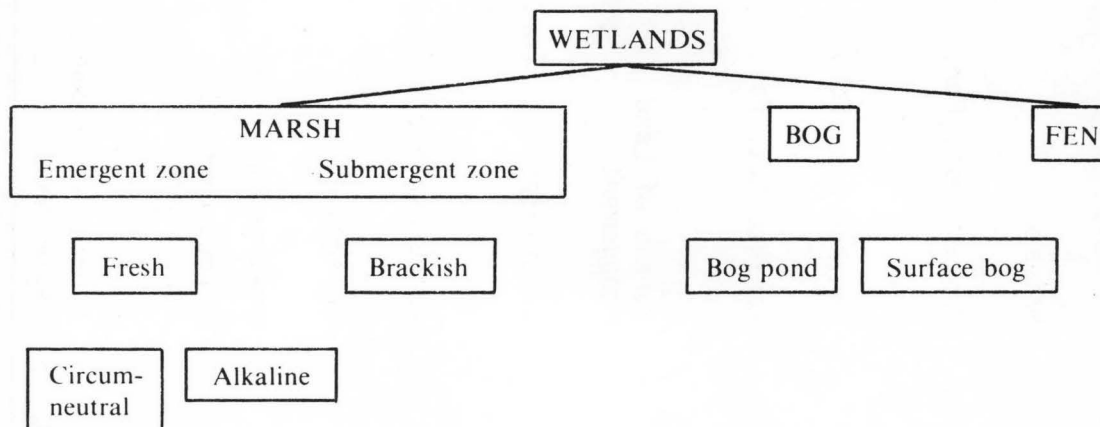 WETLANDS
MARSH
Emergent zone Submergent zone
BOG
FEN
Fresh
Brackish
Bog pond
Surface bog
Circum-
neutral
Alkaline